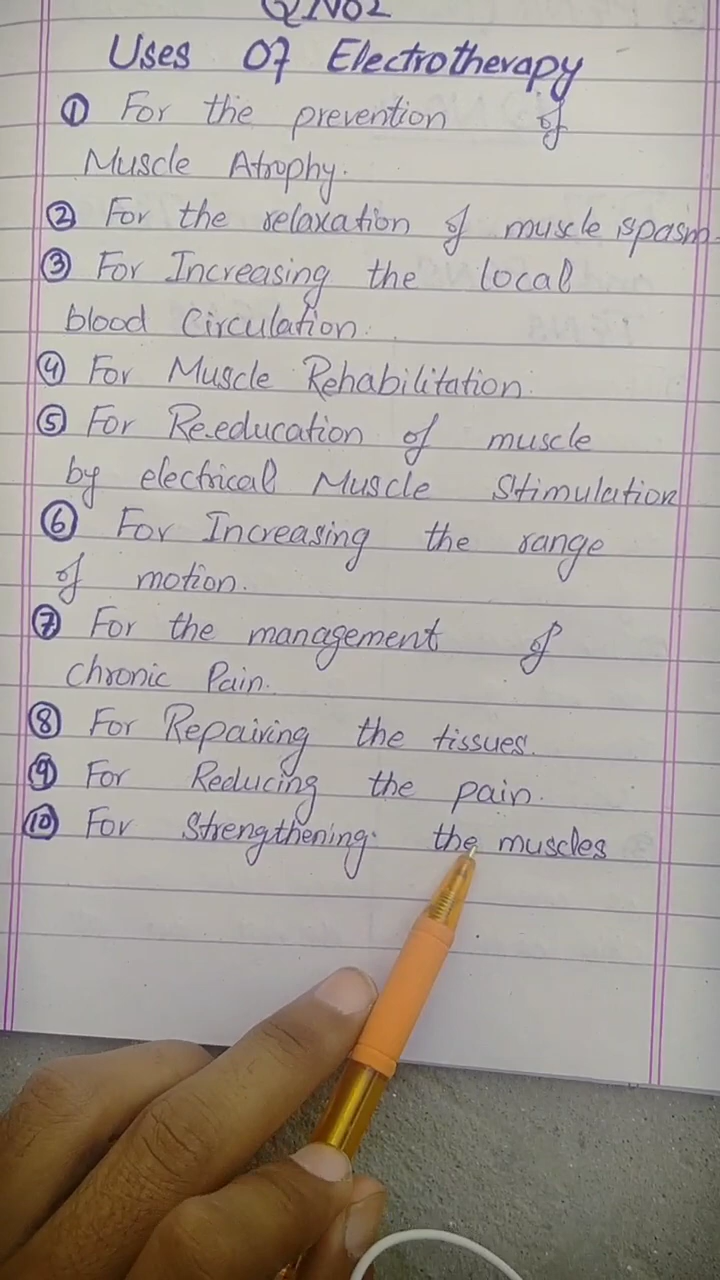 Q No 2
Uses Of Electrotherapy
① For the prevention of
Muscle Atrophy.
② For the relaxation of muscle spasm
③ For Increasing the local
blood Circulation.
④ For Muscle Rehabilitation.
⑤ For Re-education of muscle
by electrical Muscle Stimulation
⑥ For Increasing the range
of motion.
⑦ For the management of
chronic Pain.
⑧ For Repairing the tissues.
⑨ For Reducing the pain.
⑩ For Strengthening the muscles